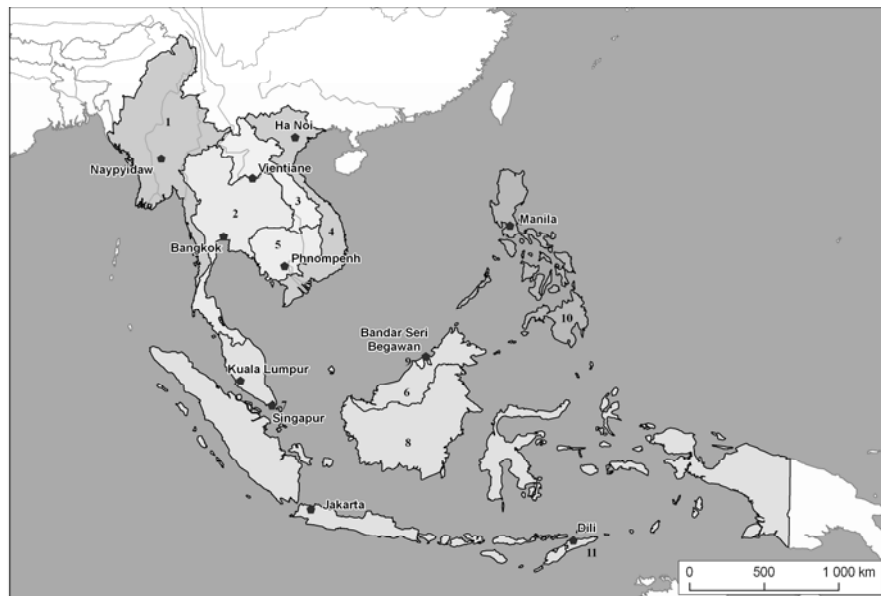 1
Ha Noi
Naypyidaw
Vientiane
2
3
4
Bangkok
5
Phnompenh
Manila
10
Bandar Seri
Begawan
9
Kuala Lumpur
6
7
Singapur
8
Jakarta
Dili
11
0 500 1 000 km